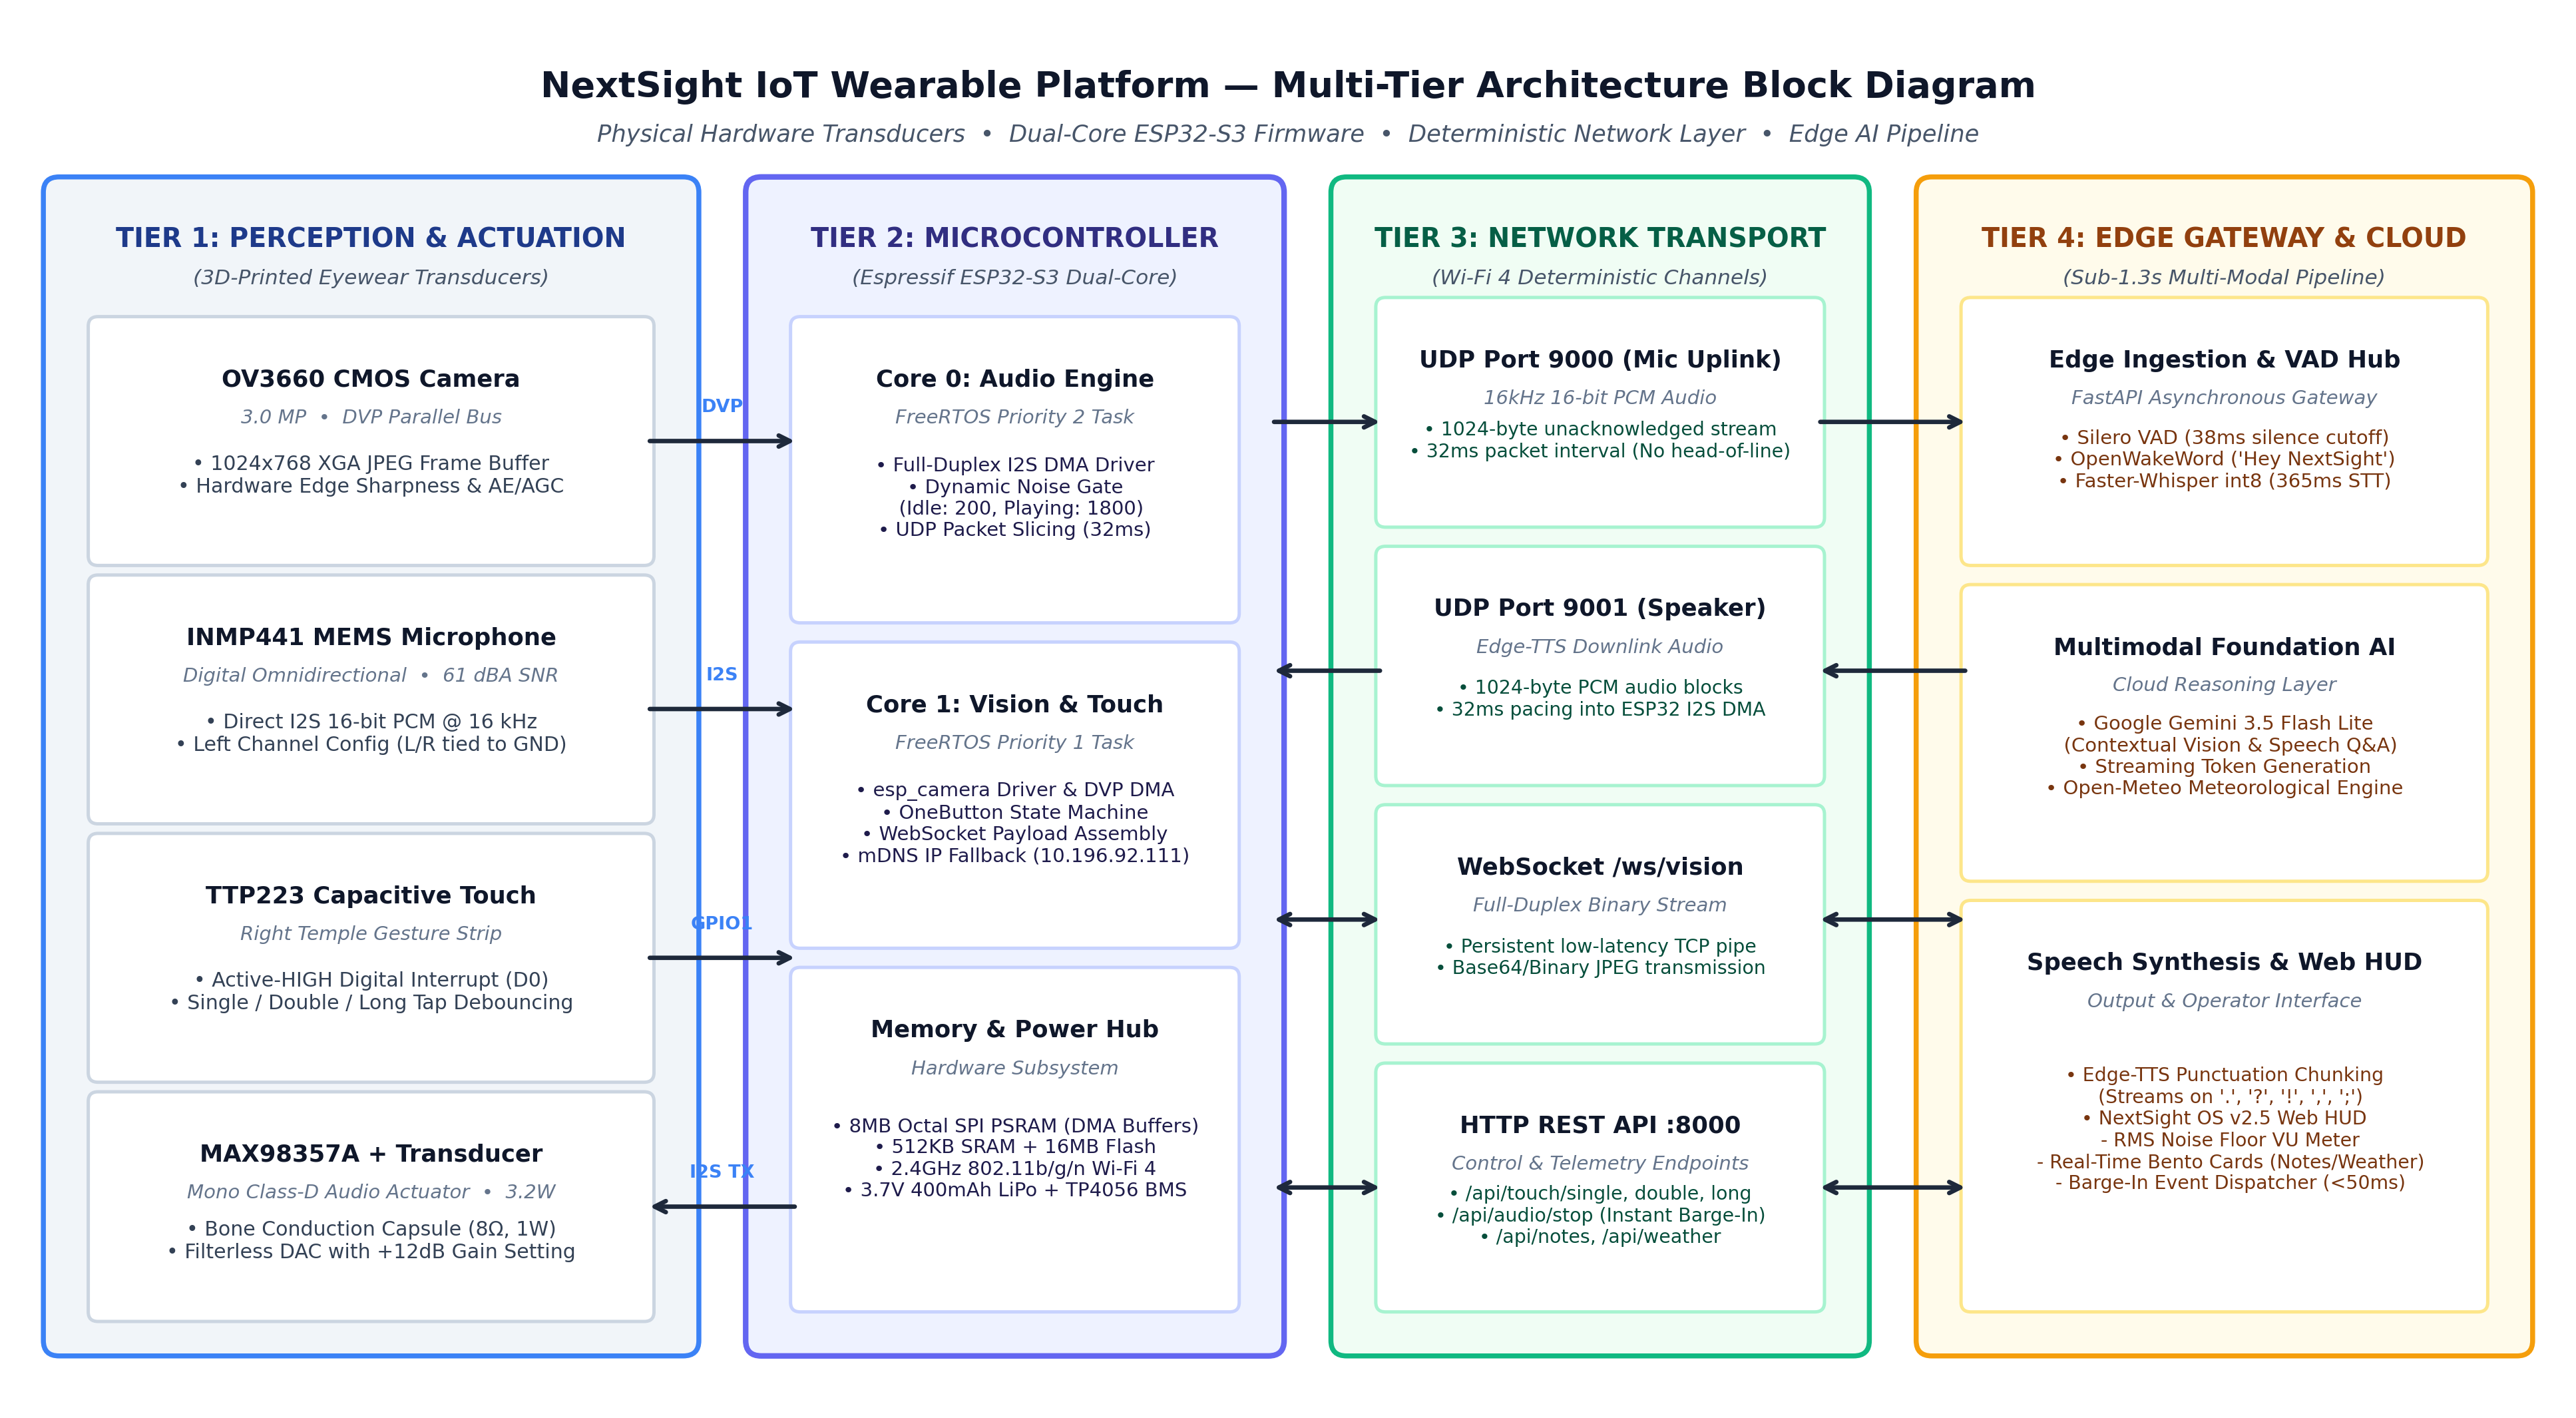 NextSight IoT Wearable Platform — Multi-Tier Architecture Block Diagram
Physical Hardware Transducers • Dual-Core ESP32-S3 Firmware • Deterministic Network Layer • Edge AI Pipeline
TIER 1: PERCEPTION & ACTUATION
(3D-Printed Eyewear Transducers)
OV3660 CMOS Camera
3.0 MP • DVP Parallel Bus
• 1024x768 XGA JPEG Frame Buffer
• Hardware Edge Sharpness & AE/AGC
INMP441 MEMS Microphone
Digital Omnidirectional • 61 dBA SNR
• Direct I2S 16-bit PCM @ 16 kHz
• Left Channel Config (L/R tied to GND)
TTP223 Capacitive Touch
Right Temple Gesture Strip
• Active-HIGH Digital Interrupt (D0)
• Single / Double / Long Tap Debouncing
MAX98357A + Transducer
Mono Class-D Audio Actuator • 3.2W
• Bone Conduction Capsule (8Ω, 1W)
• Filterless DAC with +12dB Gain Setting
DVP
I2S
GPIO1
I2S TX
TIER 2: MICROCONTROLLER
(Espressif ESP32-S3 Dual-Core)
Core 0: Audio Engine
FreeRTOS Priority 2 Task
• Full-Duplex I2S DMA Driver
• Dynamic Noise Gate
(Idle: 200, Playing: 1800)
• UDP Packet Slicing (32ms)
Core 1: Vision & Touch
FreeRTOS Priority 1 Task
• esp_camera Driver & DVP DMA
• OneButton State Machine
• WebSocket Payload Assembly
• mDNS IP Fallback (10.196.92.111)
Memory & Power Hub
Hardware Subsystem
• 8MB Octal SPI PSRAM (DMA Buffers)
• 512KB SRAM + 16MB Flash
• 2.4GHz 802.11b/g/n Wi-Fi 4
• 3.7V 400mAh LiPo + TP4056 BMS
TIER 3: NETWORK TRANSPORT
(Wi-Fi 4 Deterministic Channels)
UDP Port 9000 (Mic Uplink)
16kHz 16-bit PCM Audio
• 1024-byte unacknowledged stream
• 32ms packet interval (No head-of-line)
UDP Port 9001 (Speaker)
Edge-TTS Downlink Audio
• 1024-byte PCM audio blocks
• 32ms pacing into ESP32 I2S DMA
WebSocket /ws/vision
Full-Duplex Binary Stream
• Persistent low-latency TCP pipe
• Base64/Binary JPEG transmission
HTTP REST API :8000
Control & Telemetry Endpoints
• /api/touch/single, double, long
• /api/audio/stop (Instant Barge-In)
• /api/notes, /api/weather
TIER 4: EDGE GATEWAY & CLOUD
(Sub-1.3s Multi-Modal Pipeline)
Edge Ingestion & VAD Hub
FastAPI Asynchronous Gateway
• Silero VAD (38ms silence cutoff)
• OpenWakeWord ('Hey NextSight')
• Faster-Whisper int8 (365ms STT)
Multimodal Foundation AI
Cloud Reasoning Layer
• Google Gemini 3.5 Flash Lite
(Contextual Vision & Speech Q&A)
• Streaming Token Generation
• Open-Meteo Meteorological Engine
Speech Synthesis & Web HUD
Output & Operator Interface
• Edge-TTS Punctuation Chunking
(Streams on '.', '?', '!', ',', ';')
• NextSight OS v2.5 Web HUD
- RMS Noise Floor VU Meter
- Real-Time Bento Cards (Notes/Weather)
- Barge-In Event Dispatcher (<50ms)